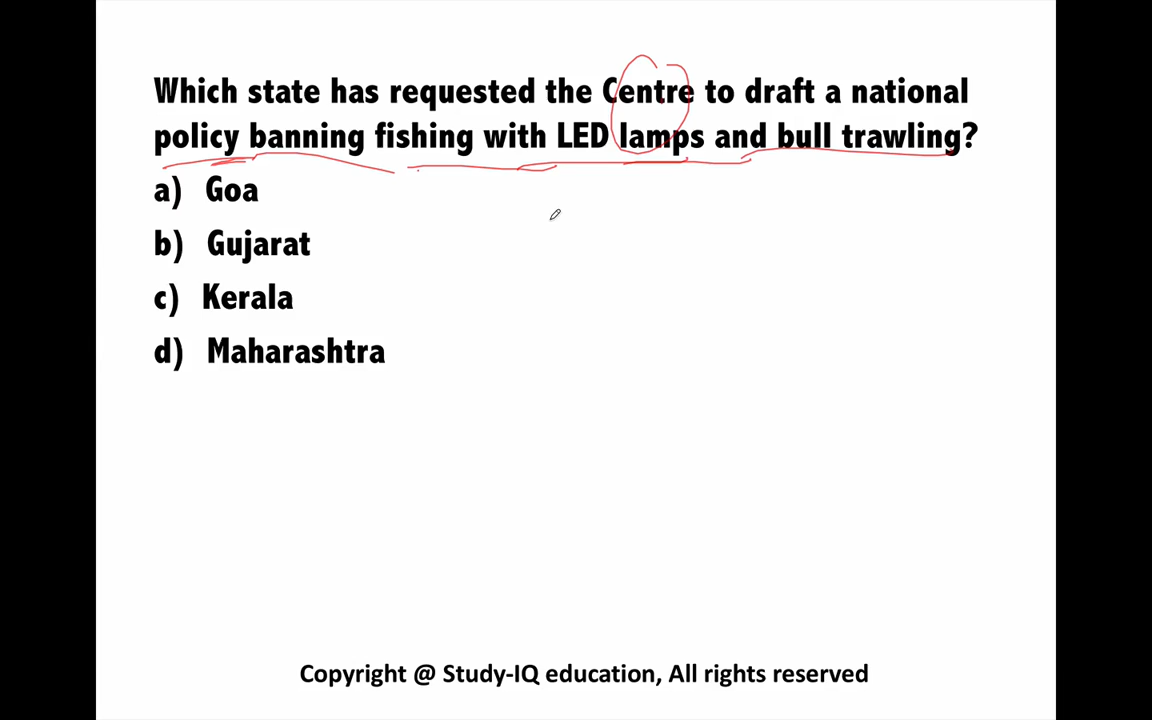 Which state has requested the Centre to draft a national
policy banning fishing with LED lamps and bull trawling?
a) Goa
b) Gujarat
c) Kerala
d) Maharashtra
Copyright @ Study-IQ education, All rights reserved